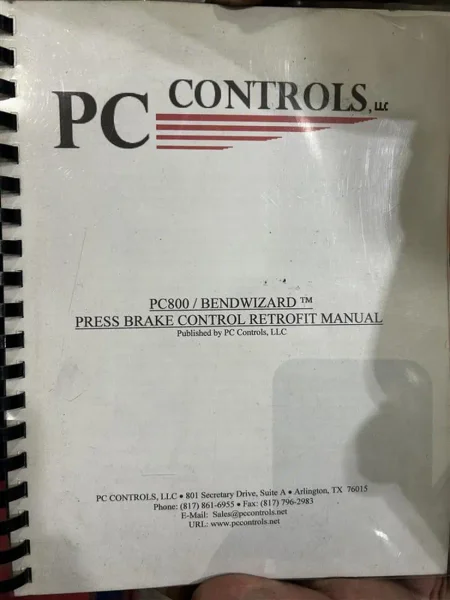 PC CONTROLS, LLC
PC800 / BENDWIZARD ™
PRESS BRAKE CONTROL RETROFIT MANUAL
Published by PC Controls, LLC
PC CONTROLS, LLC • 801 Secretary Drive, Suite A • Arlington, TX 76015
Phone: (817) 861-6955 • Fax: (817) 796-2983
E-Mail: Sales@pccontrols.net
URL: www.pccontrols.net